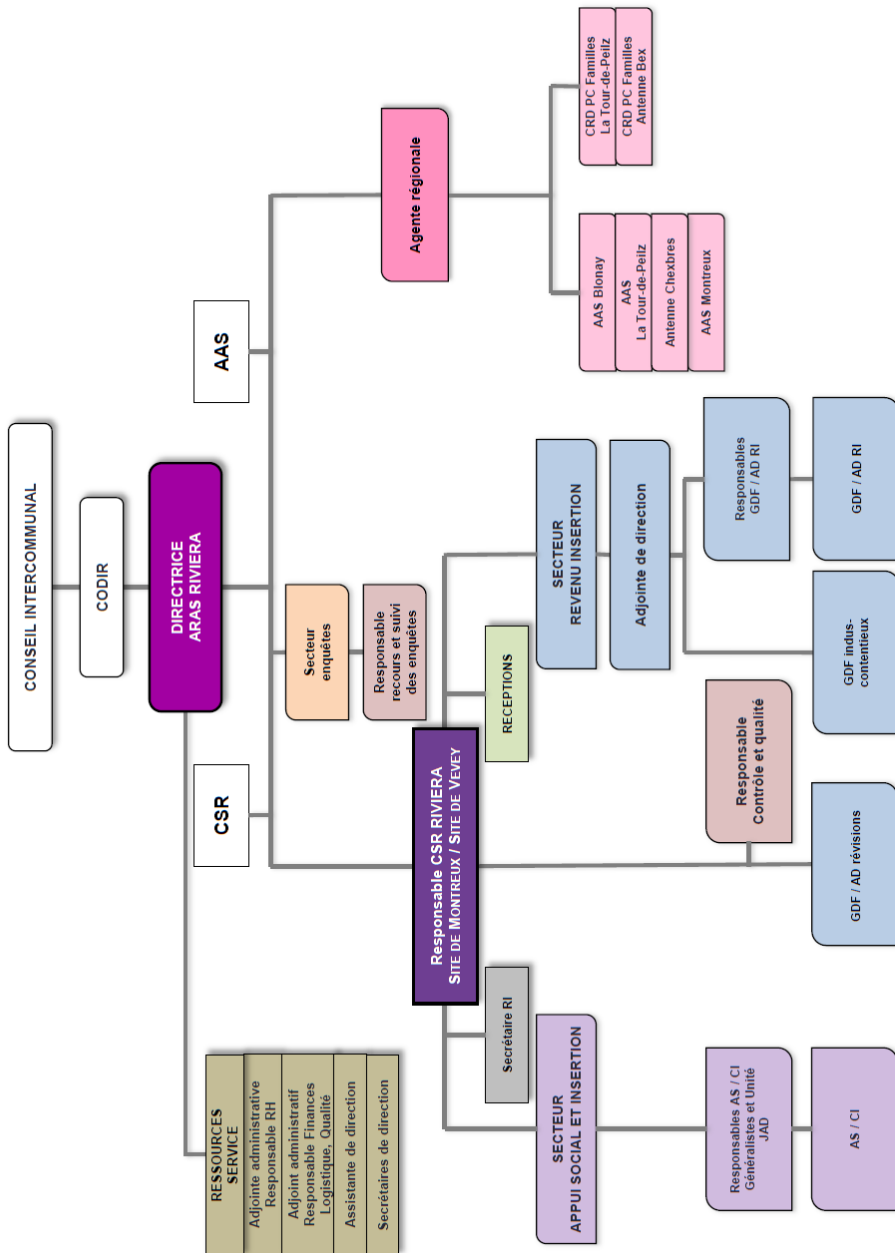 CONSEIL INTERCOMMUNAL
CODIR
DIRECTRICE
ARAS RIVIERA
CSR
AAS
RESSOURCES
SERVICE
Adjointe administrative
Responsable RH
Adjoint administratif
Responsable Finances
Logistique, Qualité
Assistante de direction
Secrétaires de direction
Secteur
enquêtes
Responsable
recours et suivi
des enquêtes
Agente régionale
Responsable CSR RIVIERA
SITE DE MONTREUX / SITE DE VEVEY
Secrétaire RI
RECEPTIONS
SECTEUR
APPUI SOCIAL ET INSERTION
SECTEUR
REVENU INSERTION
Adjointe de direction
AAS Blonay
AAS
La Tour-de-Peilz
Antenne Chexbres
AAS Montreux
CRD PC Familles
La Tour-de-Peilz
CRD PC Familles
Antenne Bex
Responsables AS / CI
Généralistes et Unité
JAD
Responsable
Contrôle et qualité
Responsables
GDF / AD RI
AS / CI
GDF / AD révisions
GDF indus-
contentieux
GDF / AD RI